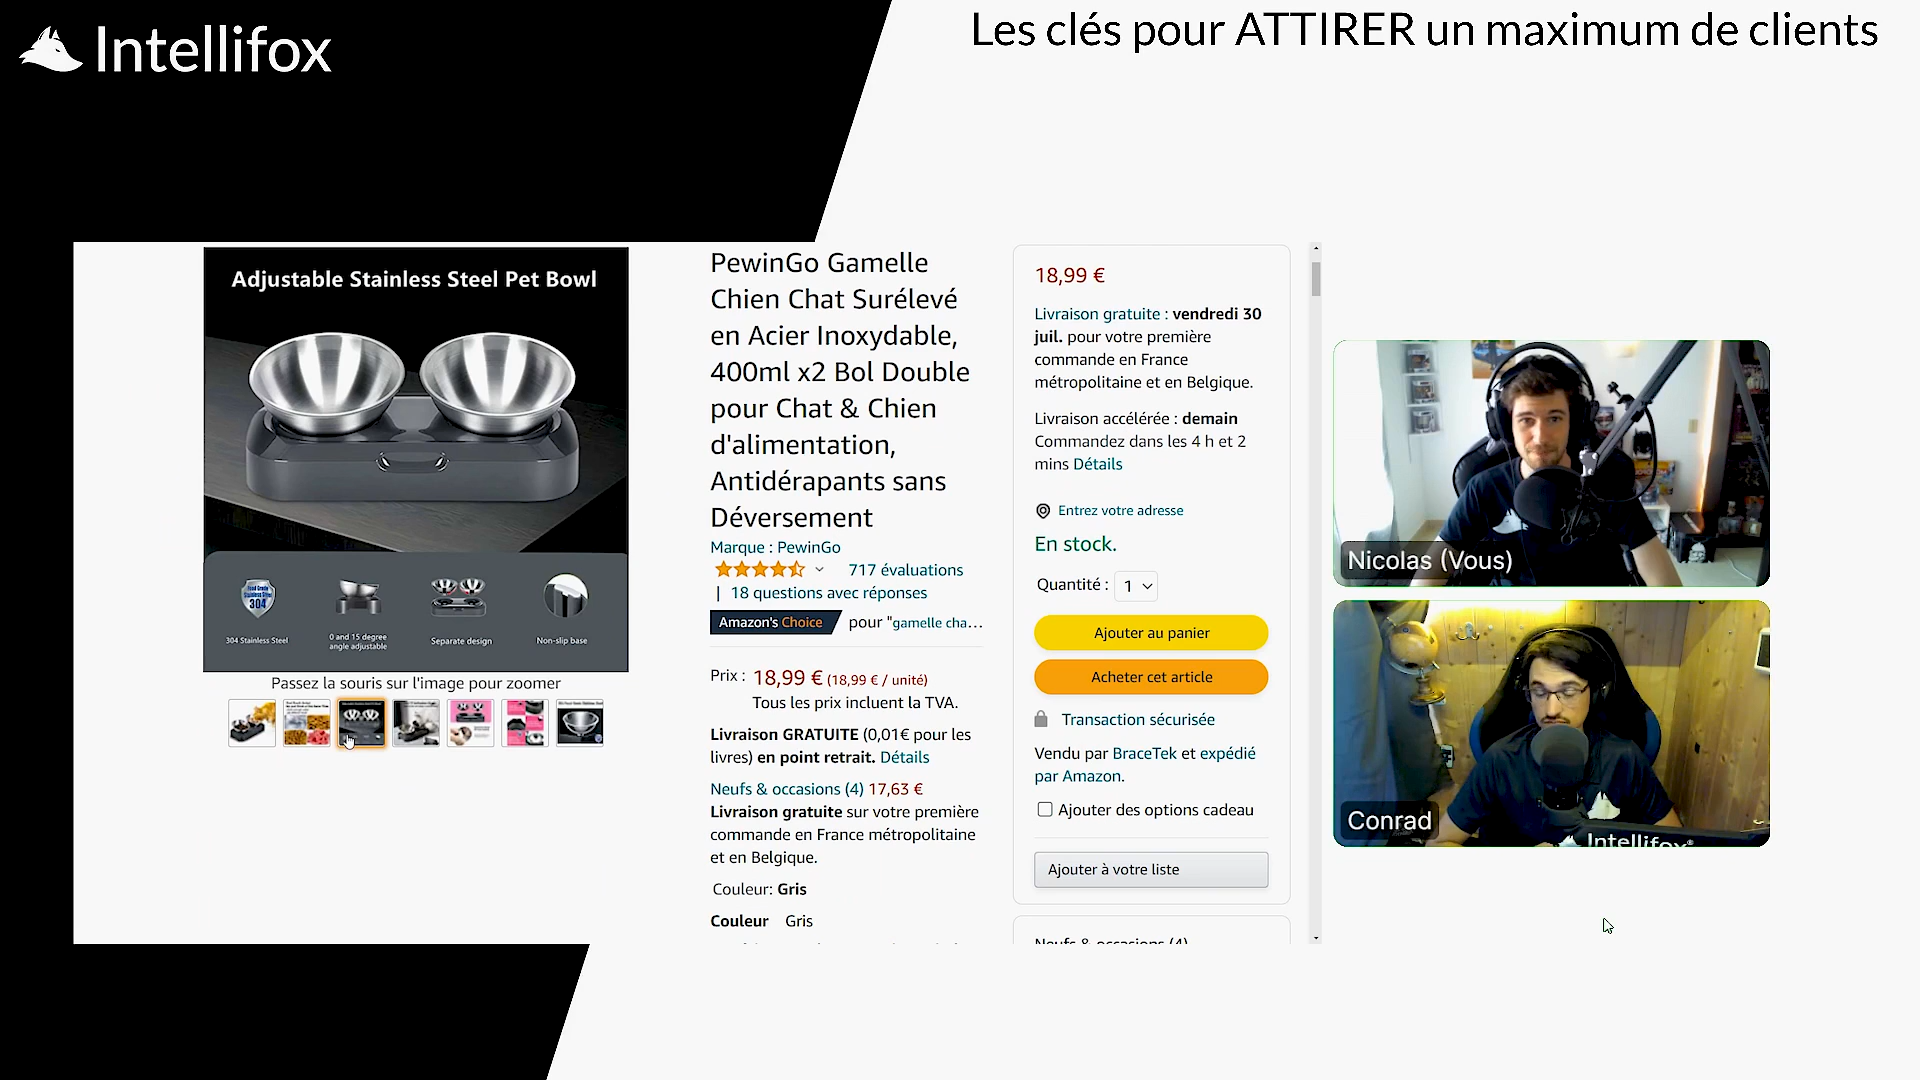 Intellifox
Les clés pour ATTIRER un maximum de clients
Adjustable Stainless Steel Pet Bowl
Food Grade
Stainless Steel
304
304 Stainless Steel
0 and 15 degree
angle adjustable
Separate design
Non-slip base
Passez la souris sur l'image pour zoomer
PewinGo Gamelle
Chien Chat Surélevé
en Acier Inoxydable,
400ml x2 Bol Double
pour Chat & Chien
d'alimentation,
Antidérapants sans
Déversement
Marque : PewinGo
717 évaluations
| 18 questions avec réponses
Amazon's Choice pour "gamelle cha…
Prix : 18,99 € (18,99 € / unité)
Tous les prix incluent la TVA.
Livraison GRATUITE (0,01€ pour les
livres) en point retrait. Détails
Neufs & occasions (4) 17,63 €
Livraison gratuite sur votre première
commande en France métropolitaine
et en Belgique.
Couleur: Gris
Couleur Gris
18,99 €
Livraison gratuite : vendredi 30
juil. pour votre première
commande en France
métropolitaine et en Belgique.
Livraison accélérée : demain
Commandez dans les 4 h et 2
mins Détails
Entrez votre adresse
En stock.
Quantité : 1
Ajouter au panier
Acheter cet article
Transaction sécurisée
Vendu par BraceTek et expédié
par Amazon.
Ajouter des options cadeau
Ajouter à votre liste
Neufs & occasions (4)
Nicolas (Vous)
Conrad
Intellifox